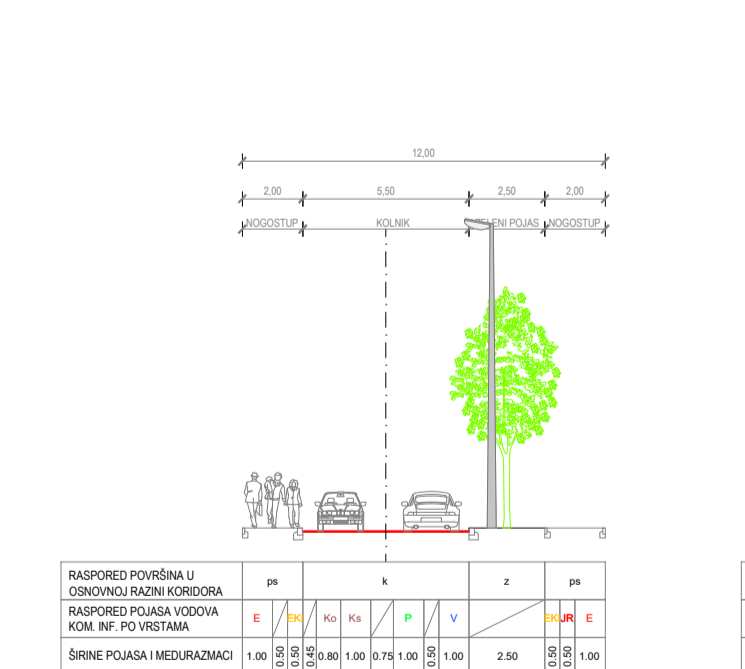 12,00
2,00 5,50 2,50 2,00
NOGOSTUP KOLNIK ZELENI POJAS NOGOSTUP
RASPORED POVRŠINA U
OSNOVNOJ RAZINI KORIDORA
ps k z ps
RASPORED POJASA VODOVA
KOM. INF. PO VRSTAMA
E EKI Ko Ks P V EKI JR E
ŠIRINE POJASA I MEĐURAZMACI 1.00 0.50 0.50 0.45 0.80 1.00 0.75 1.00 0.50 1.00 2.50 0.50 0.50 1.00